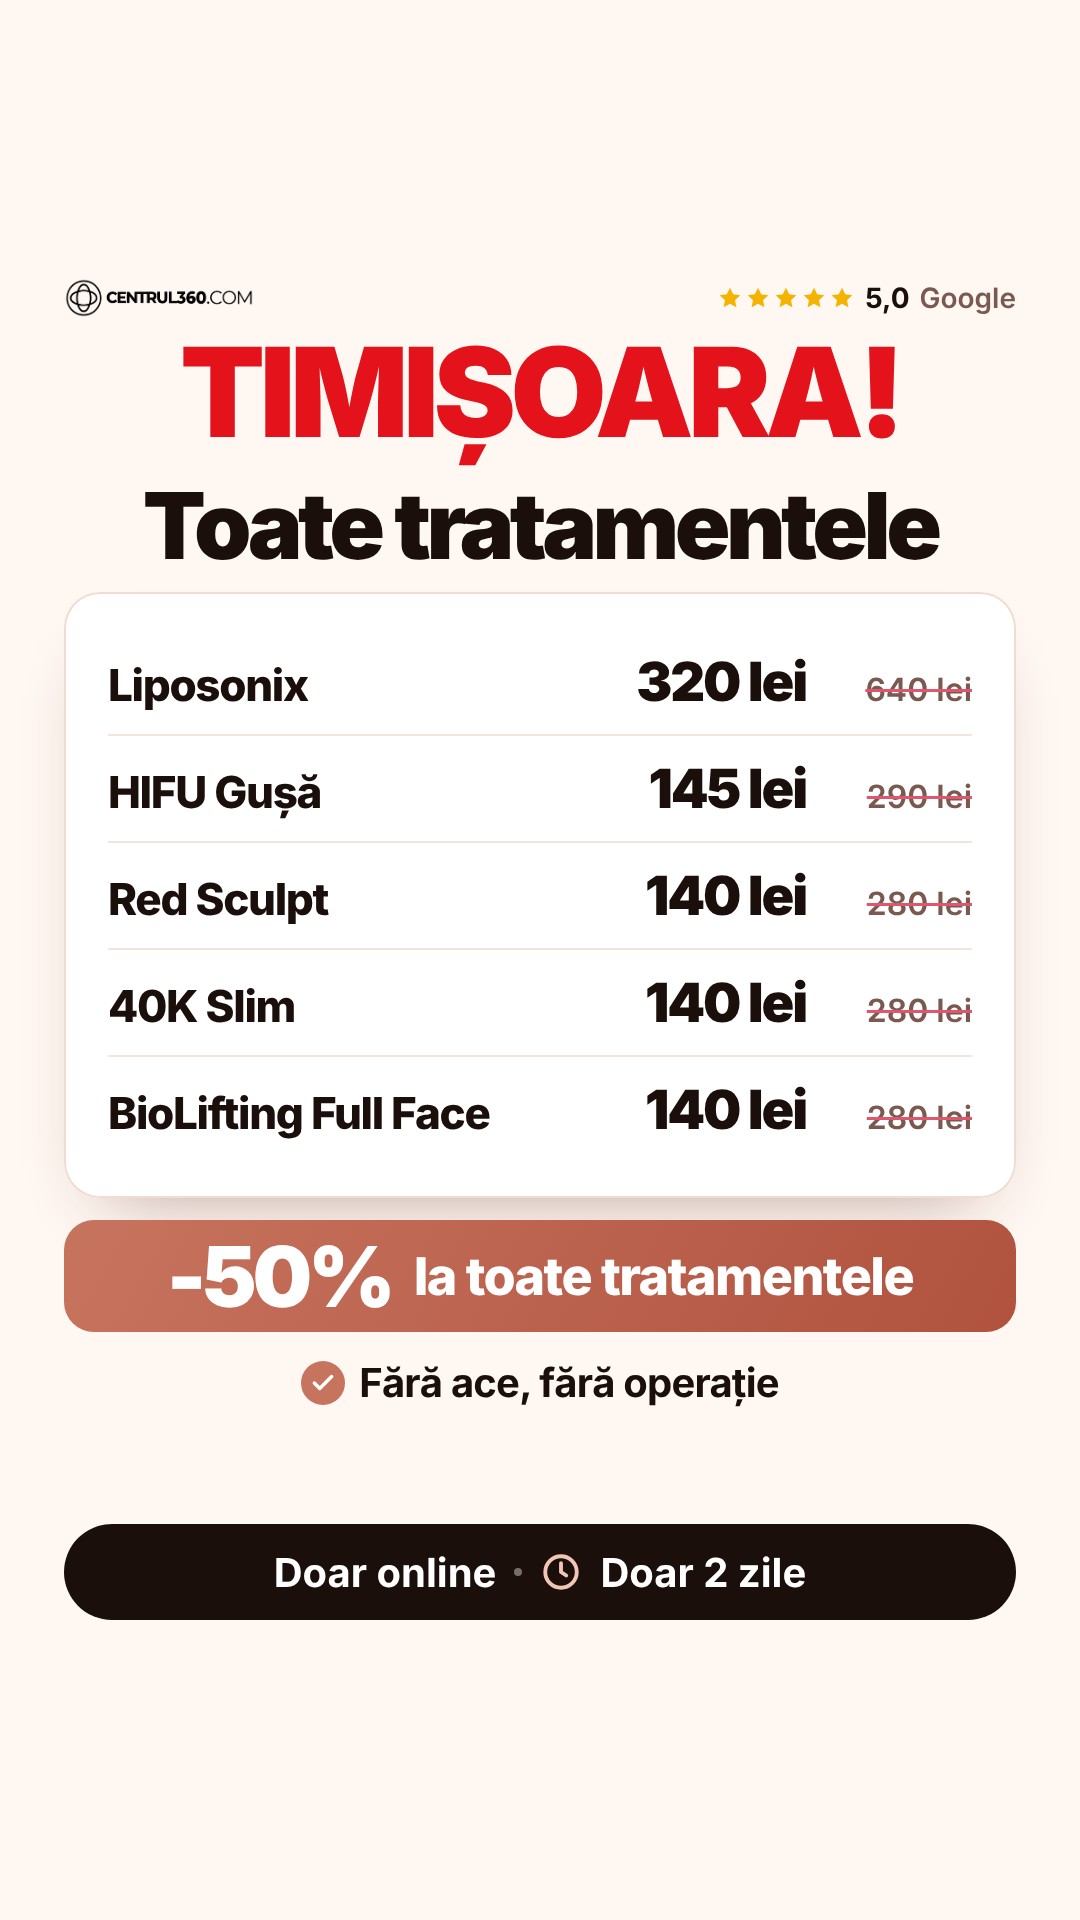 CENTRUL360.COM
5,0 Google
TIMIȘOARA!
Toate tratamentele
Liposonix 320 lei 640 lei
HIFU Gușă 145 lei 290 lei
Red Sculpt 140 lei 280 lei
40K Slim 140 lei 280 lei
BioLifting Full Face 140 lei 280 lei
-50% la toate tratamentele
Fără ace, fără operație
Doar online • Doar 2 zile